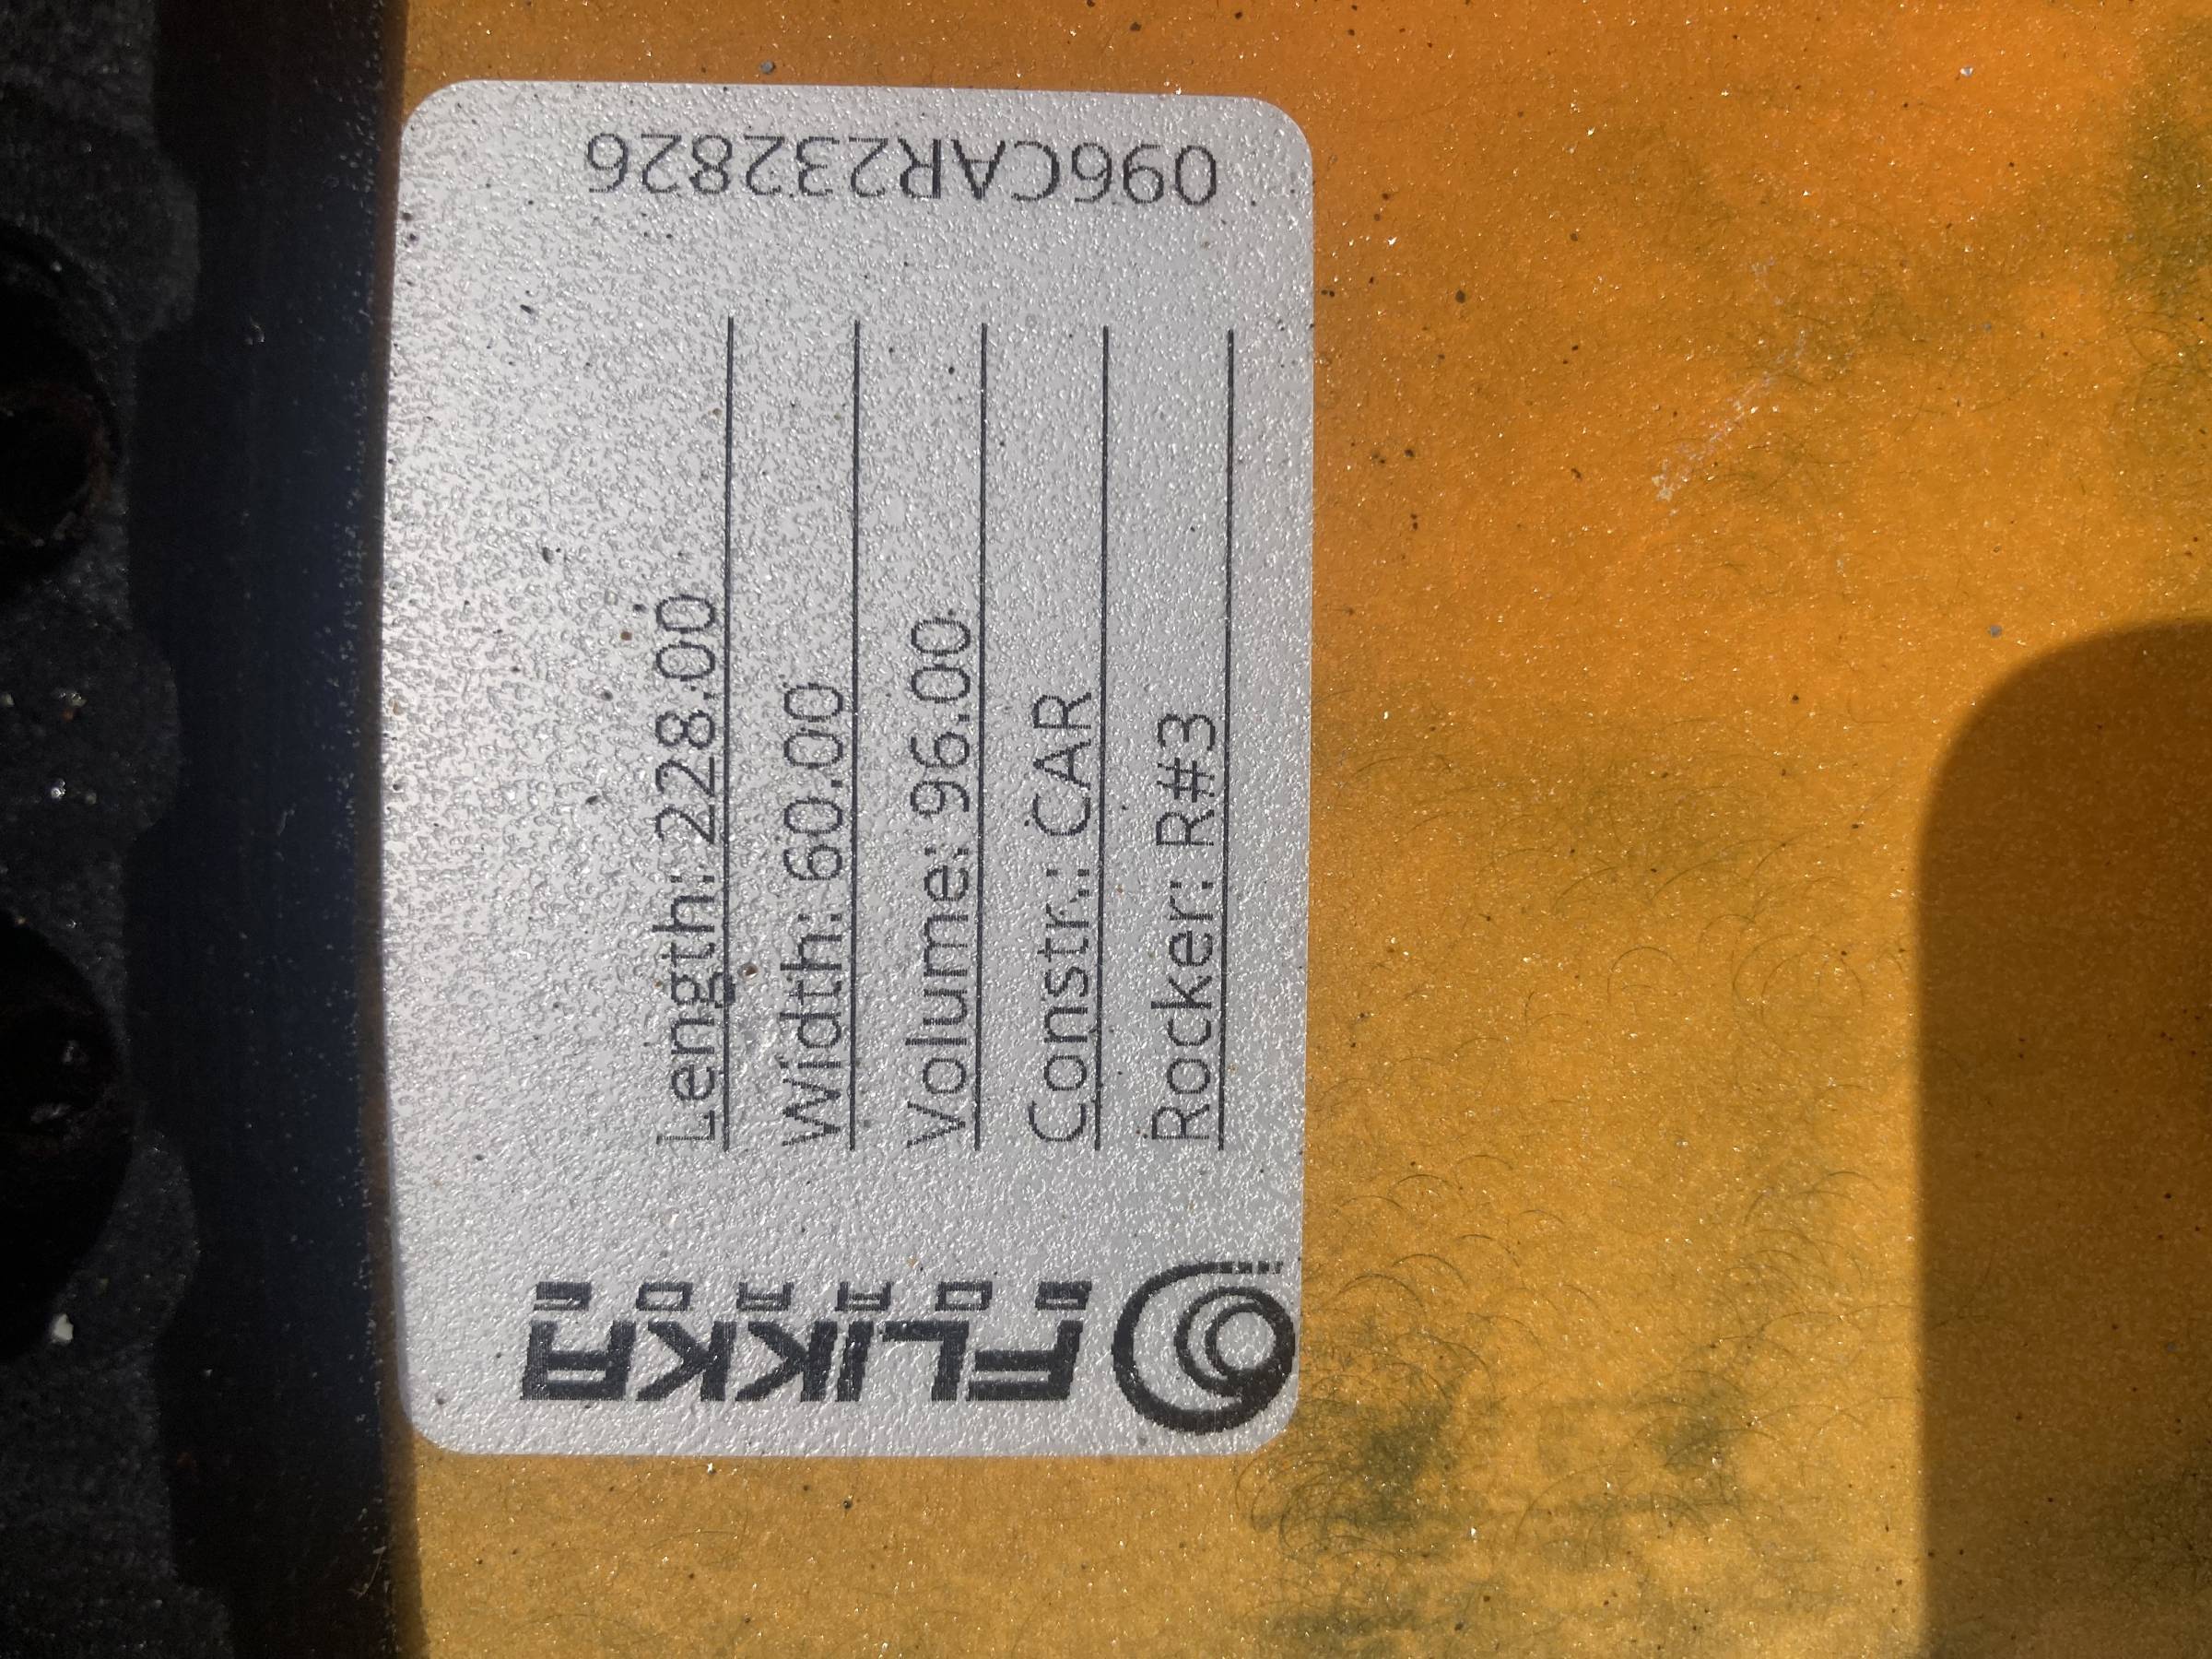 FLIKKA
BOARDS
Length: 228.00
Width: 60.00
Volume: 96.00
Constr.: CAR
Rocker: R#3
096CAR232826